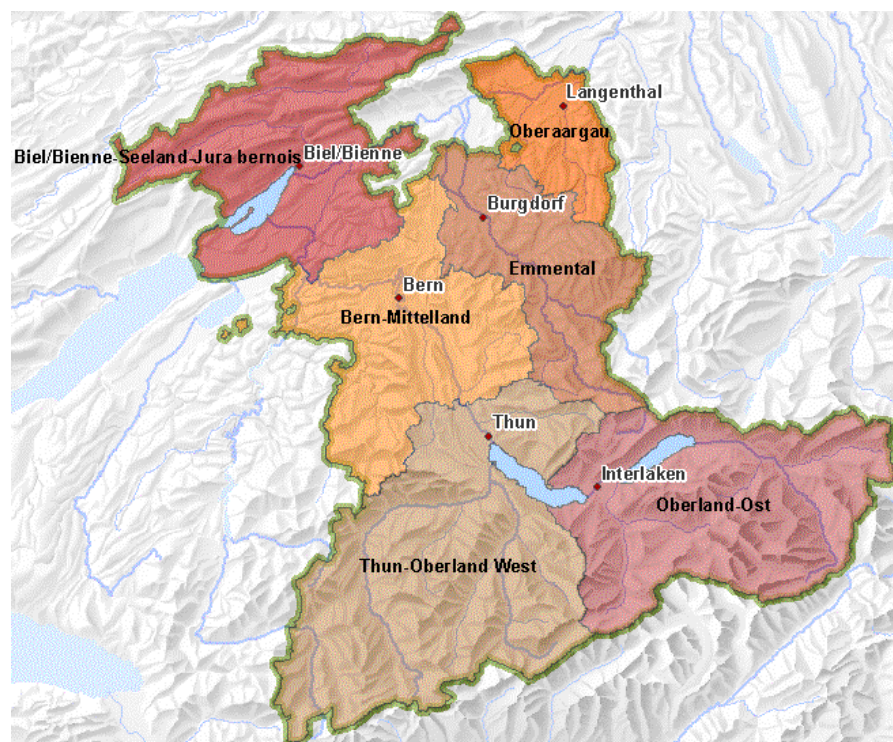 Langenthal
Oberaargau
Biel/Bienne-Seeland-Jura bernois
Biel/Bienne
Burgdorf
Emmental
Bern
Bern-Mittelland
Thun
Interlaken
Oberland-Ost
Thun-Oberland West